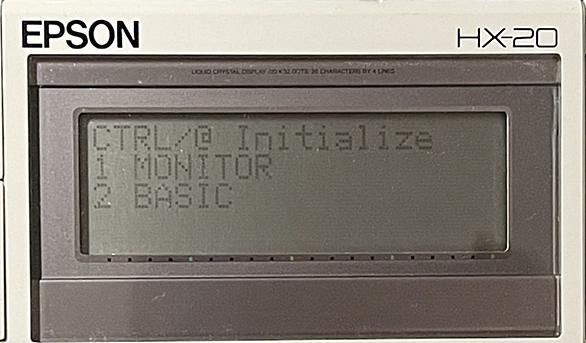 EPSON
HX-20
LIQUID CRYSTAL DISPLAY 120 × 32 DOTS: 20 CHARACTERS BY 4 LINES
CTRL/@ Initialize
1 MONITOR
2 BASIC